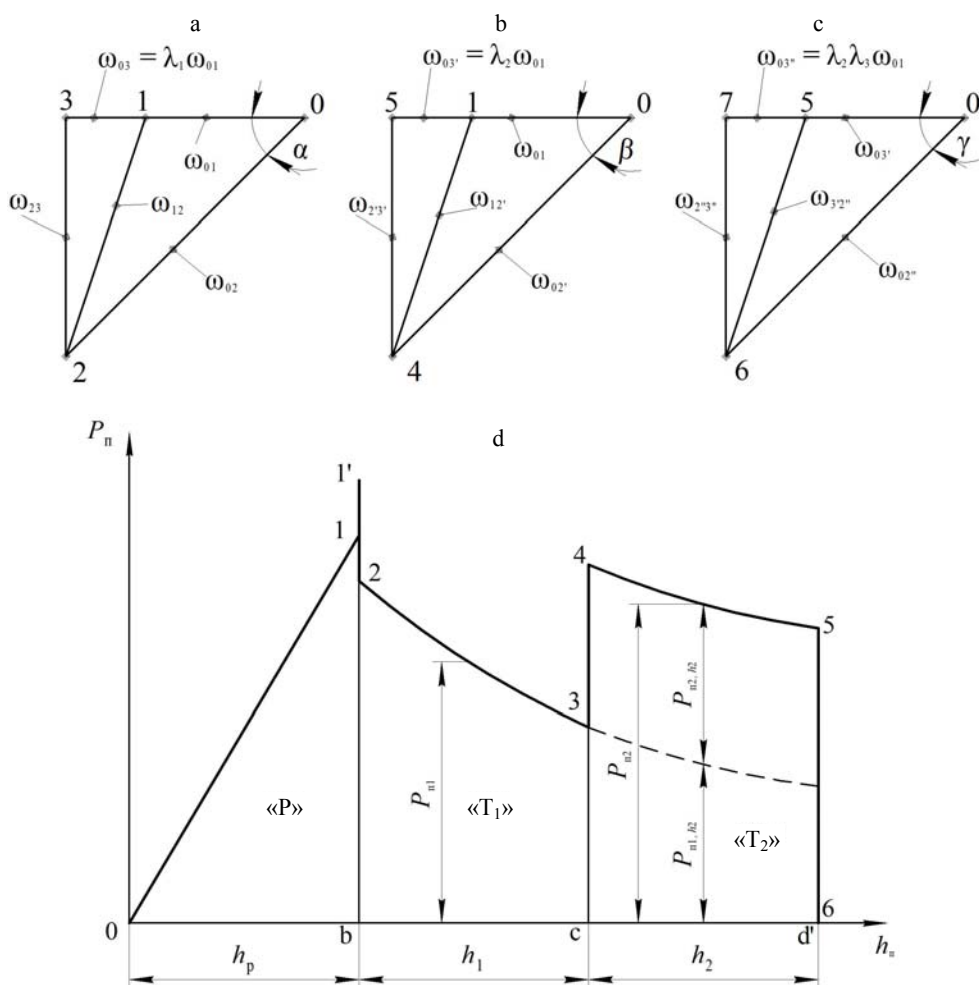 a
ω₀₃ = λ₁ω₀₁
3
1
0
ω₀₁
α
ω₂₃
ω₁₂
ω₀₂
2
b
ω₀₃' = λ₂ω₀₁
5
1
0
ω₀₁
β
ω₂'₃'
ω₁₂'
ω₀₂'
4
c
ω₀₃" = λ₂λ₃ω₀₁
7
5
0
ω₀₃'
γ
ω₂"₃"
ω₃'₂"
ω₀₂"
6
d
Pп
1'
1
2
3
4
5
Pп1
Pп2
Pп2, h2
Pп1, h2
«P»
«T₁»
«T₂»
0
b
c
d'
6
hп
hp
h₁
h₂